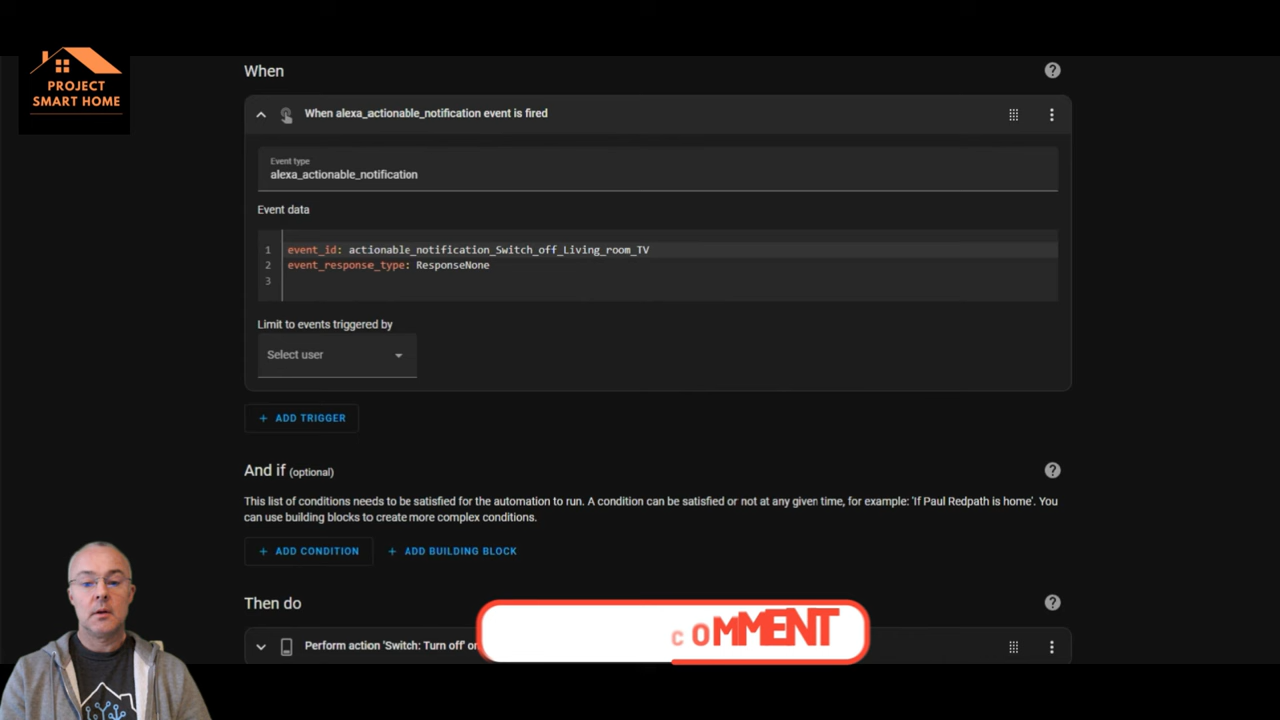 PROJECT
SMART HOME
When
When alexa_actionable_notification event is fired
Event type
alexa_actionable_notification
Event data
1 event_id: actionable_notification_Switch_off_Living_room_TV
2 event_response_type: ResponseNone
3
Limit to events triggered by
Select user
+ ADD TRIGGER
And if (optional)
This list of conditions needs to be satisfied for the automation to run. A condition can be satisfied or not at any given time, for example: 'If Paul Redpath is home'. You
can use building blocks to create more complex conditions.
+ ADD CONDITION + ADD BUILDING BLOCK
Then do
Perform action 'Switch: Turn off' on
COMMENT